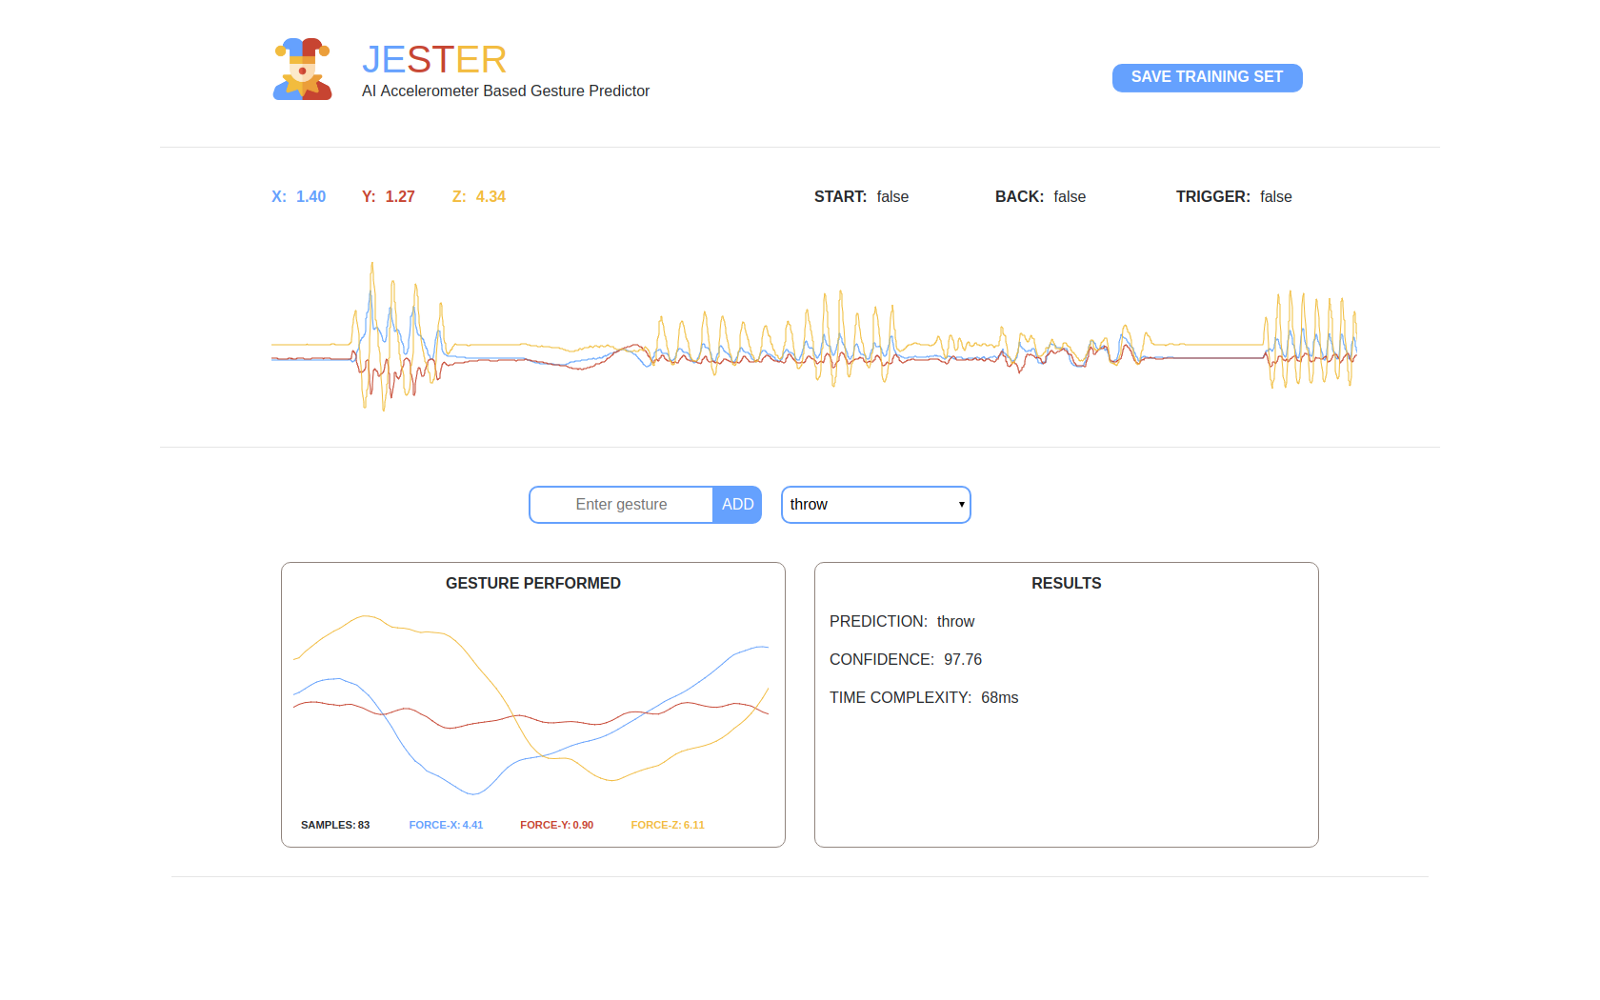 JESTER
AI Accelerometer Based Gesture Predictor
SAVE TRAINING SET
X: 1.40 Y: 1.27 Z: 4.34 START: false BACK: false TRIGGER: false
Enter gesture ADD throw
GESTURE PERFORMED
SAMPLES: 83 FORCE-X: 4.41 FORCE-Y: 0.90 FORCE-Z: 6.11
RESULTS
PREDICTION: throw
CONFIDENCE: 97.76
TIME COMPLEXITY: 68ms